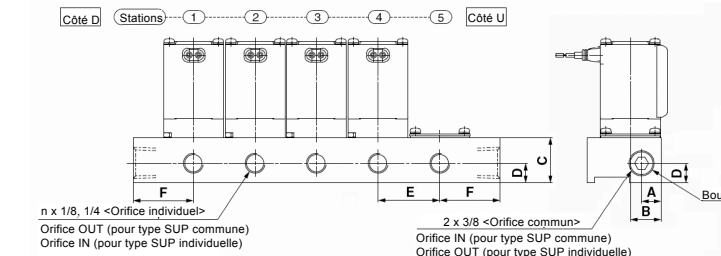 Côté D Stations 1 2 3 4 5 Côté U
C
D
F E F
D
A
B
n x 1/8, 1/4 <Orifice individuel>
Orifice OUT (pour type SUP commune)
Orifice IN (pour type SUP individuelle)
2 x 3/8 <Orifice commun>
Orifice IN (pour type SUP commune)
Orifice OUT (pour type SUP individuelle)